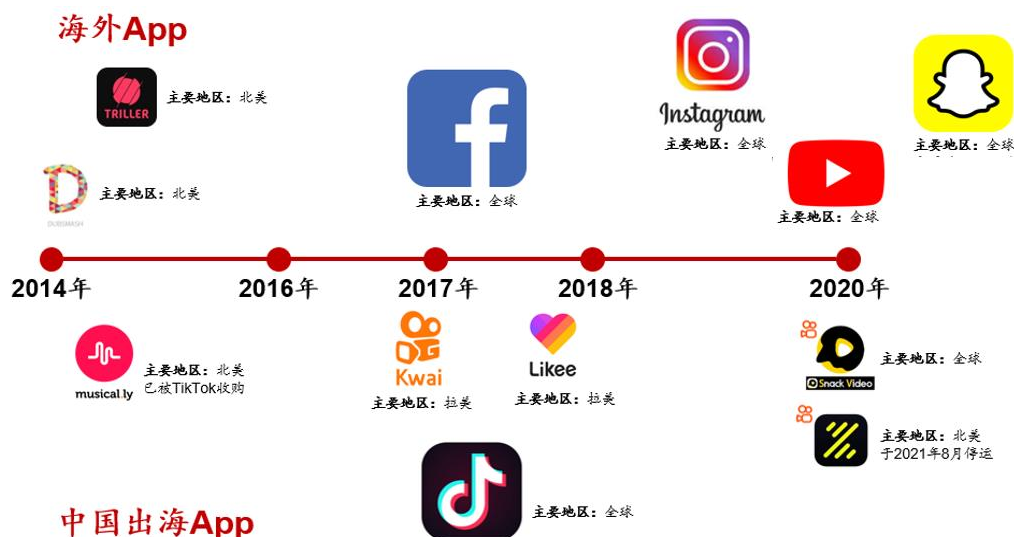 海外App
TRILLER
主要地区：北美
DUBSMASH
主要地区：北美
主要地区：全球
Instagram
主要地区：全球
主要地区：全球
主要地区：全球
2014年
2016年
2017年
2018年
2020年
musical.ly
主要地区：北美
已被TikTok收购
Kwai
主要地区：拉美
Likee
主要地区：拉美
Snack Video
主要地区：全球
主要地区：北美
于2021年8月停运
主要地区：全球
中国出海App